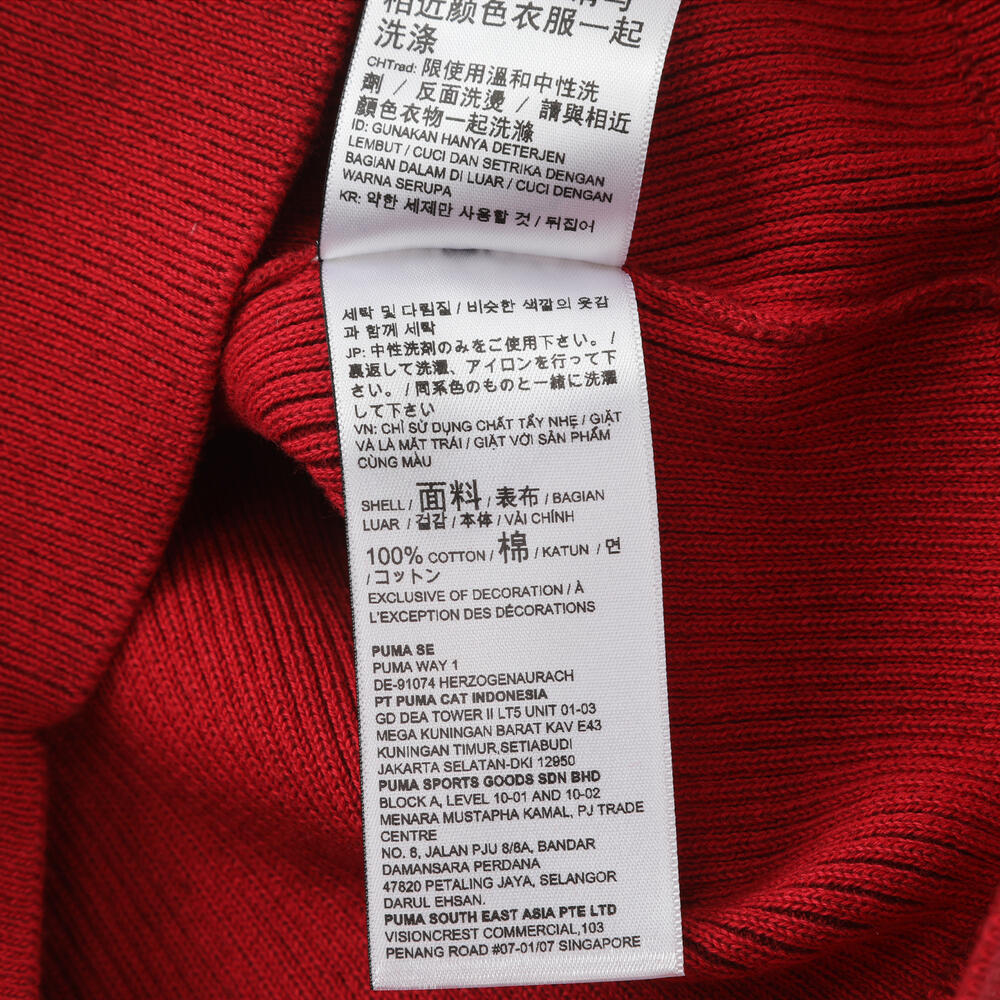 相近颜色衣服一起
洗涤
CHTrad: 限使用溫和中性洗
劑 / 反面洗燙 / 請與相近
顏色衣物一起洗滌
ID: GUNAKAN HANYA DETERJEN
LEMBUT / CUCI DAN SETRIKA DENGAN
BAGIAN DALAM DI LUAR / CUCI DENGAN
WARNA SERUPA
KR: 약한 세제만 사용할 것 / 뒤집어
세탁 및 다림질 / 비슷한 색깔의 옷감
과 함께 세탁
JP: 中性洗剤のみをご使用下さい。 /
裏返して洗濯、アイロンを行って下
さい。 / 同系色のものと一緒に洗濯
して下さい
VN: CHỈ SỬ DỤNG CHẤT TẨY NHẸ / GIẶT
VÀ LÀ MẶT TRÁI / GIẶT VỚI SẢN PHẨM
CÙNG MÀU
SHELL / 面料 / 表布 / BAGIAN
LUAR / 겉감 / 本体 / VẢI CHÍNH
100% COTTON / 棉 / KATUN / 면
/ コットン
EXCLUSIVE OF DECORATION / À
L'EXCEPTION DES DÉCORATIONS
PUMA SE
PUMA WAY 1
DE-91074 HERZOGENAURACH
PT PUMA CAT INDONESIA
GD DEA TOWER II LT5 UNIT 01-03
MEGA KUNINGAN BARAT KAV E43
KUNINGAN TIMUR,SETIABUDI
JAKARTA SELATAN-DKI 12950
PUMA SPORTS GOODS SDN BHD
BLOCK A, LEVEL 10-01 AND 10-02
MENARA MUSTAPHA KAMAL, PJ TRADE
CENTRE
NO. 8, JALAN PJU 8/8A, BANDAR
DAMANSARA PERDANA
47820 PETALING JAYA, SELANGOR
DARUL EHSAN.
PUMA SOUTH EAST ASIA PTE LTD
VISIONCREST COMMERCIAL,103
PENANG ROAD #07-01/07 SINGAPORE